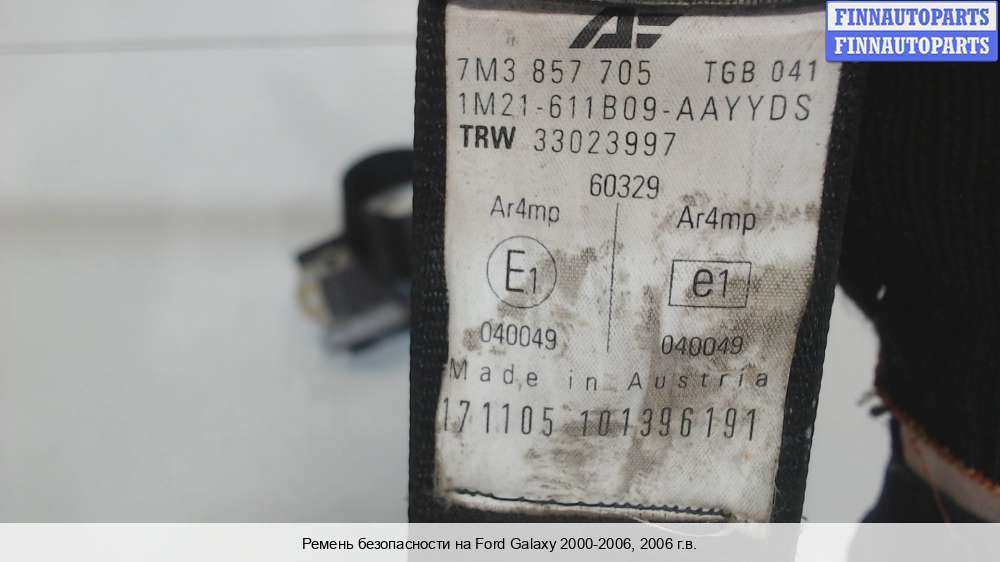 FINNAUTOPARTS
FINNAUTOPARTS
7M3 857 705 TGB 041
1M21-611B09-AAYYDS
TRW 33023997
60329
Ar4mp Ar4mp
E1 e1
040049 040049
Made in Austria
171105 101396191
Ремень безопасности на Ford Galaxy 2000-2006, 2006 г.в.